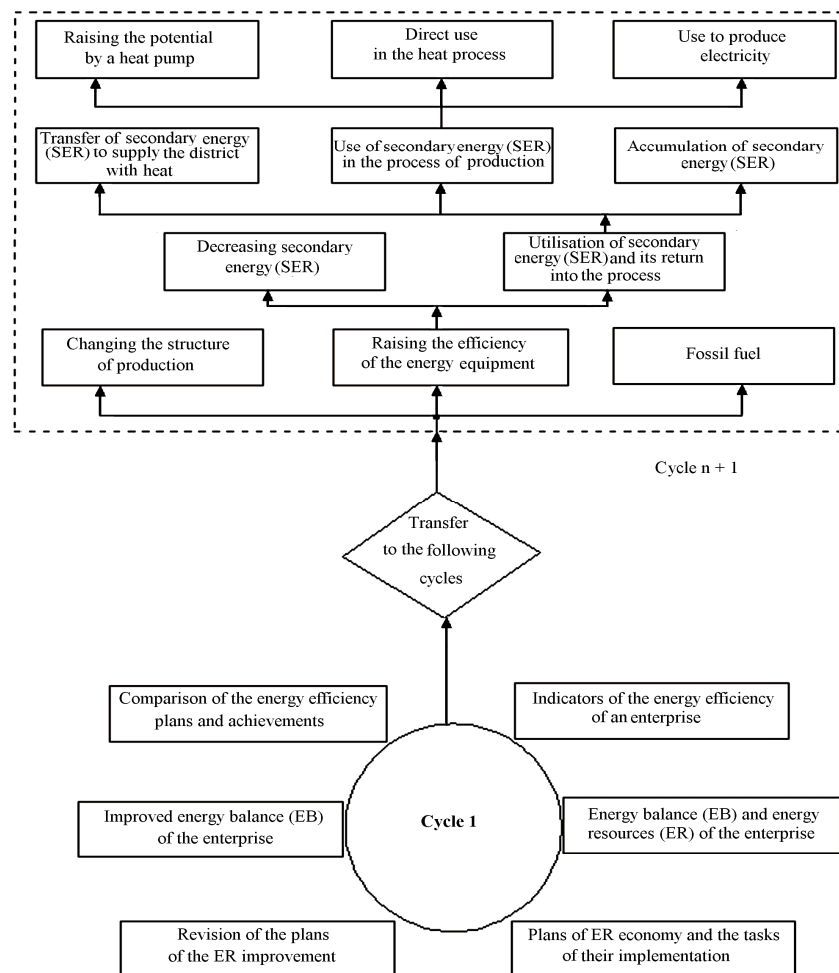 Raising the potential
by a heat pump
Direct use
in the heat process
Use to produce
electricity
Transfer of secondary energy
(SER) to supply the district
with heat
Use of secondary energy (SER)
in the process of production
Accumulation of secondary
energy (SER)
Decreasing secondary
energy (SER)
Utilisation of secondary
energy (SER) and its return
into the process
Changing the structure
of production
Raising the efficiency
of the energy equipment
Fossil fuel
Cycle n + 1
Transfer
to the following
cycles
Comparison of the energy efficiency
plans and achievements
Indicators of the energy efficiency
of an enterprise
Improved energy balance (EB)
of the enterprise
Cycle 1
Energy balance (EB) and energy
resources (ER) of the enterprise
Revision of the plans
of the ER improvement
Plans of ER economy and the tasks
of their implementation